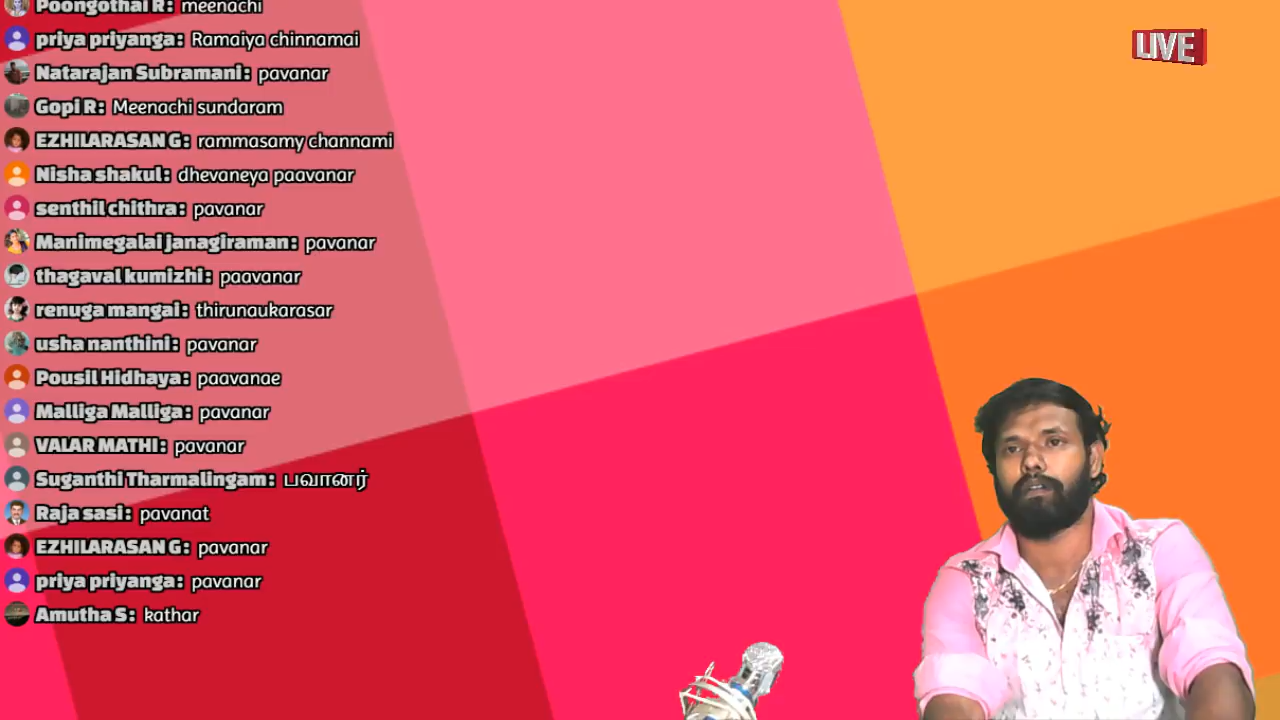 Poongothai R: meenachi
LIVE
priya priyanga: Ramaiya chinnamai
Natarajan Subramani: pavanar
Gopi R: Meenachi sundaram
EZHILARASAN G: rammasamy channami
Nisha shakul: dhevaneya paavanar
senthil chithra: pavanar
Manimegalai janagiraman: pavanar
thagaval kumizhi: paavanar
renuga mangai: thirunaukarasar
usha nanthini: pavanar
Pousil Hidhaya: paavanae
Malliga Malliga: pavanar
VALAR MATHI: pavanar
Suganthi Tharmalingam: பவானர்
Raja sasi: pavanat
EZHILARASAN G: pavanar
priya priyanga: pavanar
Amutha S: kathar